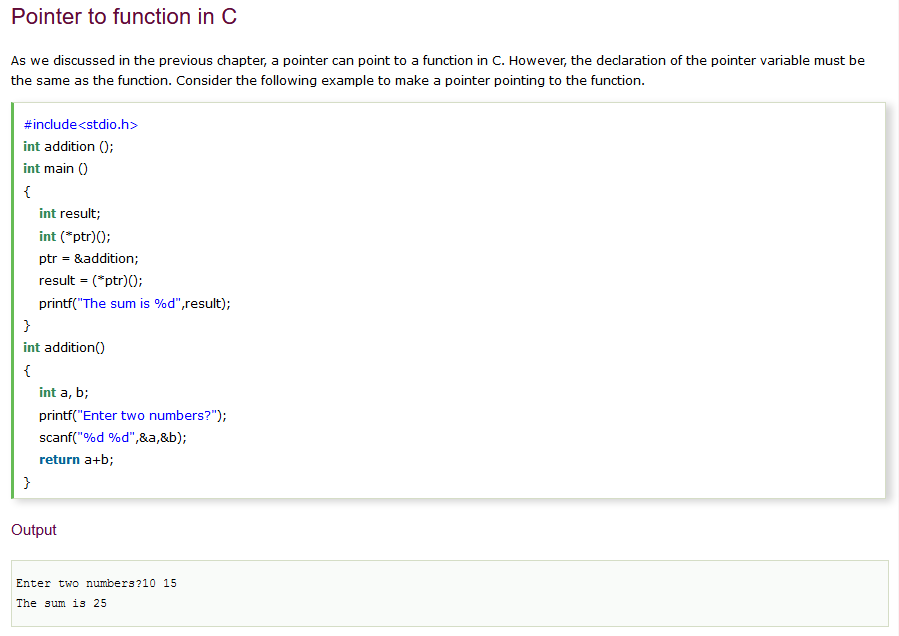 Pointer to function in C
As we discussed in the previous chapter, a pointer can point to a function in C. However, the declaration of the pointer variable must be
the same as the function. Consider the following example to make a pointer pointing to the function.
#include<stdio.h>
int addition ();
int main ()
{
    int result;
    int (*ptr)();
    ptr = &addition;
    result = (*ptr)();
    printf("The sum is %d",result);
}
int addition()
{
    int a, b;
    printf("Enter two numbers?");
    scanf("%d %d",&a,&b);
    return a+b;
}
Output
Enter two numbers?10 15
The sum is 25